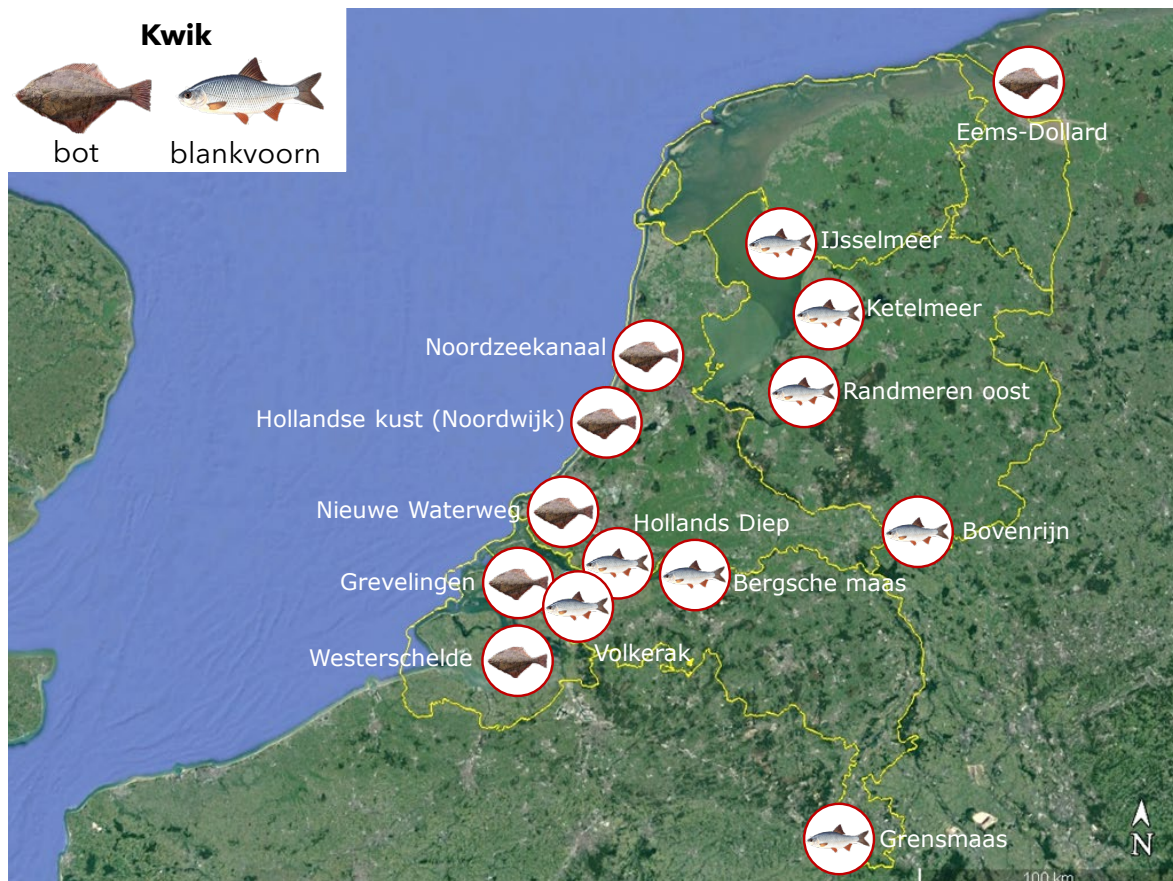 Kwik
bot
blankvoorn
Eems-Dollard
IJsselmeer
Ketelmeer
Noordzeekanaal
Randmeren oost
Hollandse kust (Noordwijk)
Nieuwe Waterweg
Hollands Diep
Bovenrijn
Grevelingen
Bergsche maas
Westerschelde
Volkerak
Grensmaas
N
100 km